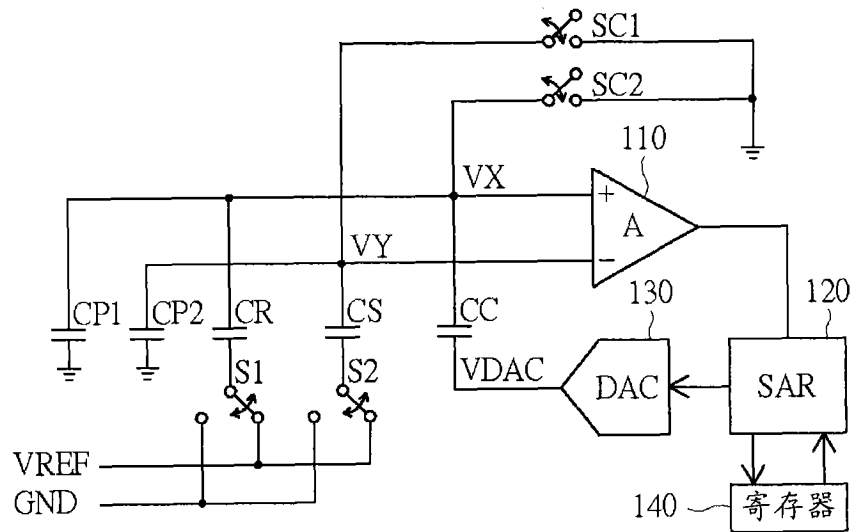 SC1
SC2
110
VX
+
A
VY
−
CP1
CP2
CR
CS
CC
130
120
S1
S2
VDAC
DAC
SAR
VREF
GND
140
寄存器